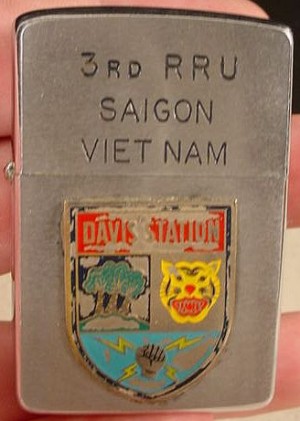 3RD RRU
SAIGON
VIET NAM
DAVIS STATION